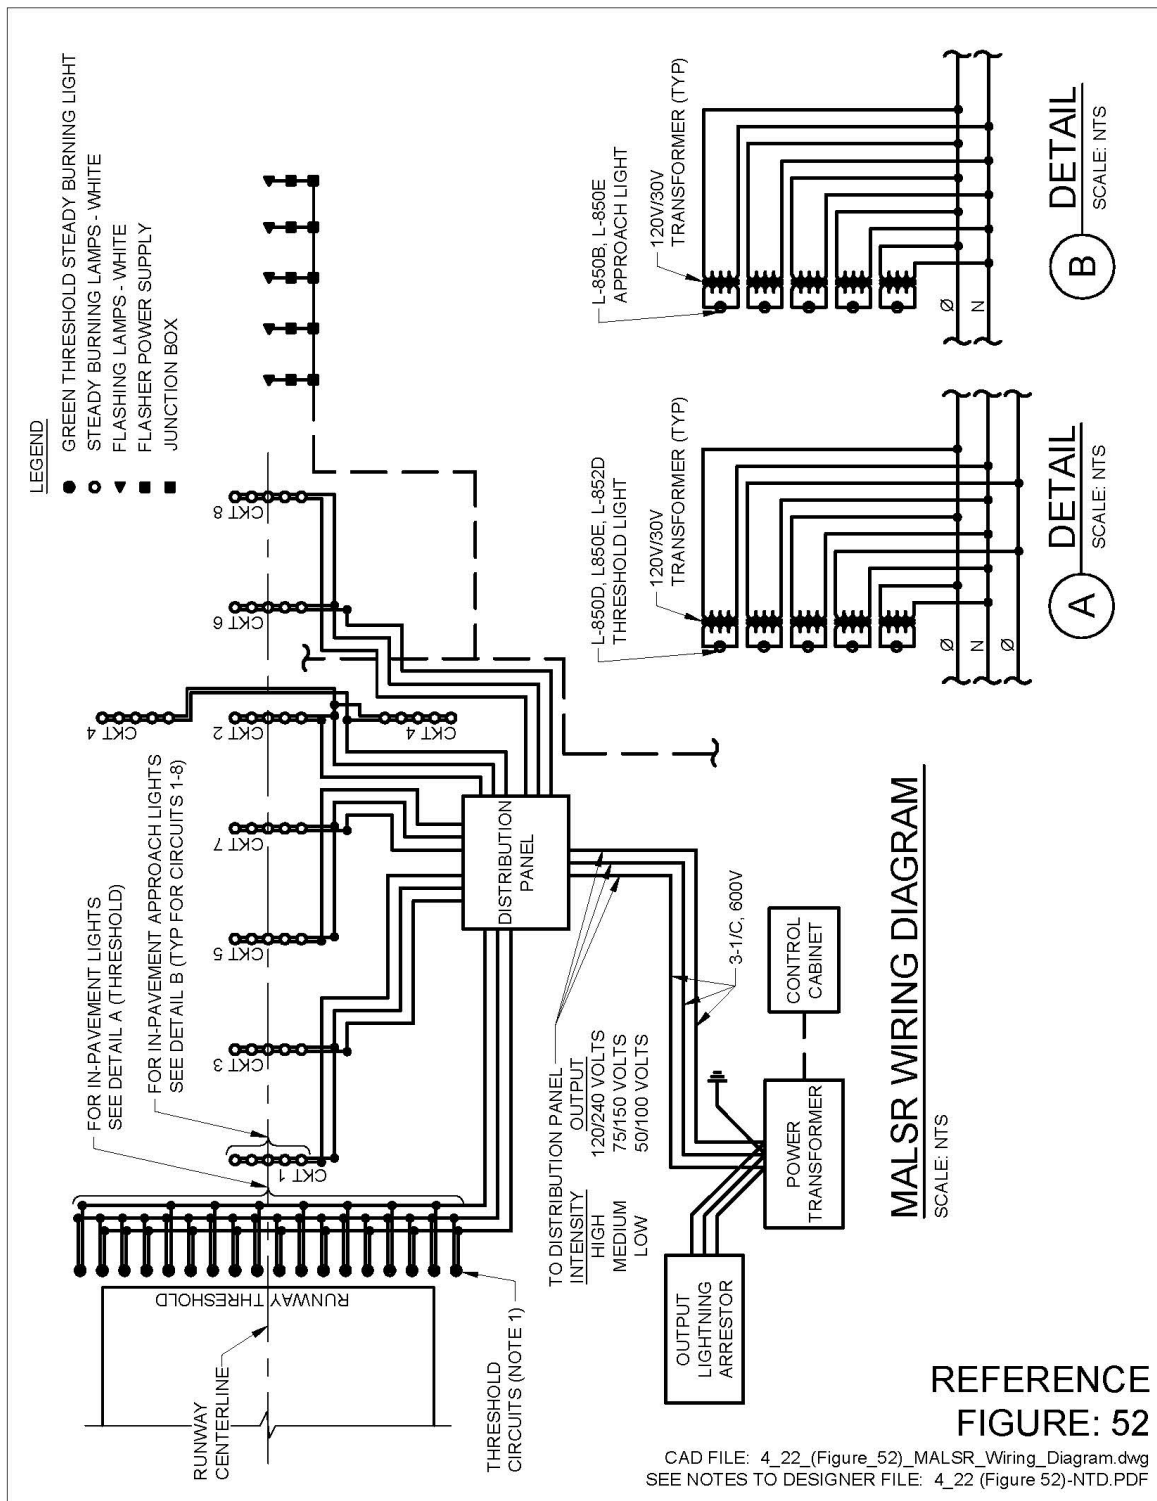 LEGEND
GREEN THRESHOLD STEADY BURNING LIGHT
STEADY BURNING LAMPS - WHITE
FLASHING LAMPS - WHITE
FLASHER POWER SUPPLY
JUNCTION BOX
FOR IN-PAVEMENT LIGHTS
SEE DETAIL A (THRESHOLD)
FOR IN-PAVEMENT APPROACH LIGHTS
SEE DETAIL B (TYP FOR CIRCUITS 1-8)
CKT 1
CKT 3
CKT 5
CKT 7
CKT 4
CKT 2
CKT 4
CKT 6
CKT 8
RUNWAY THRESHOLD
RUNWAY
CENTERLINE
THRESHOLD
CIRCUITS (NOTE 1)
DISTRIBUTION
PANEL
TO DISTRIBUTION PANEL
INTENSITY OUTPUT
HIGH 120/240 VOLTS
MEDIUM 75/150 VOLTS
LOW 50/100 VOLTS
3-1/C, 600V
OUTPUT
LIGHTNING
ARRESTOR
POWER
TRANSFORMER
CONTROL
CABINET
L-850D, L850E, L-852D
THRESHOLD LIGHT
120V/30V
TRANSFORMER (TYP)
Ø
N
Ø
A
DETAIL
SCALE: NTS
L-850B, L-850E
APPROACH LIGHT
120V/30V
TRANSFORMER (TYP)
Ø
N
B
DETAIL
SCALE: NTS
MALSR WIRING DIAGRAM
SCALE: NTS
REFERENCE
FIGURE: 52
CAD FILE: 4_22_(Figure_52)_MALSR_Wiring_Diagram.dwg
SEE NOTES TO DESIGNER FILE: 4_22 (Figure 52)-NTD.PDF